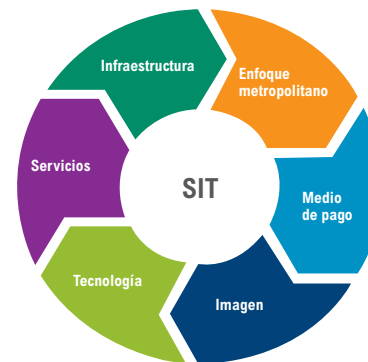 Infraestructura
Enfoque
metropolitano
Servicios
SIT
Medio
de pago
Tecnología
Imagen